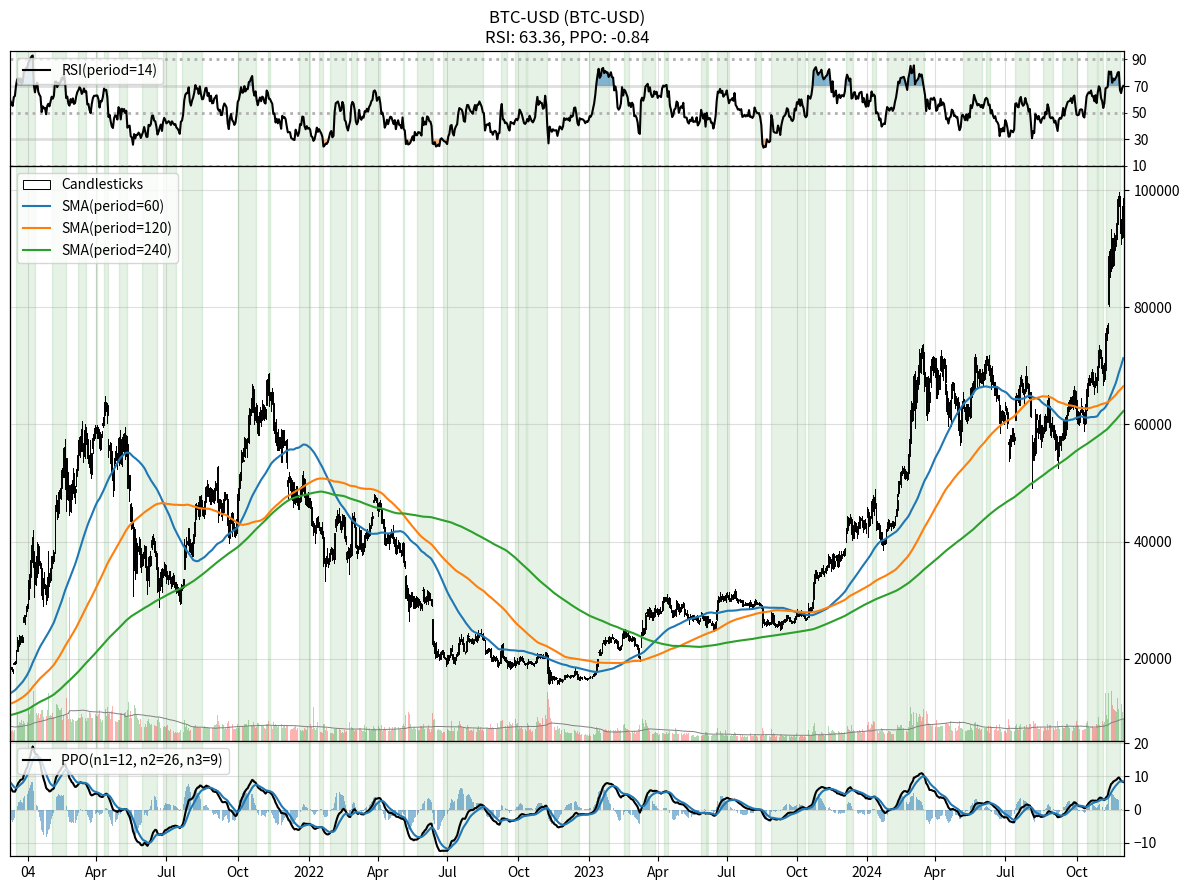 BTC-USD (BTC-USD)
RSI: 63.36, PPO: -0.84
RSI(period=14)
90
70
50
30
10
Candlesticks
SMA(period=60)
SMA(period=120)
SMA(period=240)
100000
80000
60000
40000
20000
PPO(n1=12, n2=26, n3=9)
20
10
0
−10
04 Apr Jul Oct 2022 Apr Jul Oct 2023 Apr Jul Oct 2024 Apr Jul Oct